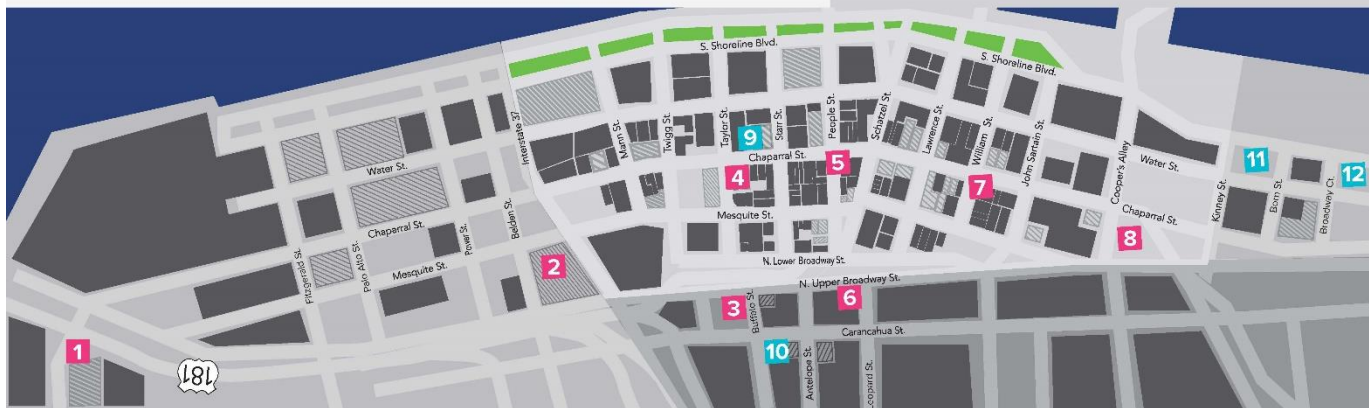 S. Shoreline Blvd.
S. Shoreline Blvd.
Interstate 37
Mann St.
Twigg St.
Taylor St.
Starr St.
People St.
Schatzel St.
Lawrence St.
William St.
John Sartain St.
Cooper's Alley
Water St.
Water St.
9
Chaparral St.
4
5
7
Chaparral St.
8
Kinney St.
11
Born St.
Broadway Ct.
12
Chaparral St.
Belden St.
Power St.
Mesquite St.
N. Lower Broadway St.
Mesquite St.
Palo Alto St.
Fitzgerald St.
2
N. Upper Broadway St.
3
Buffalo St.
6
Carancahua St.
1
181
10
Antelope St.
Leopard St.